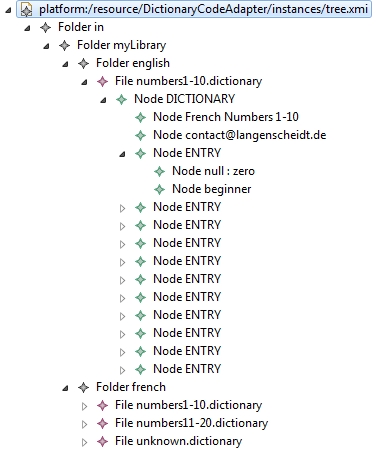 platform:/resource/DictionaryCodeAdapter/instances/tree.xmi
Folder in
Folder myLibrary
Folder english
File numbers1-10.dictionary
Node DICTIONARY
Node French Numbers 1-10
Node contact@langenscheidt.de
Node ENTRY
Node null : zero
Node beginner
Node ENTRY
Node ENTRY
Node ENTRY
Node ENTRY
Node ENTRY
Node ENTRY
Node ENTRY
Node ENTRY
Node ENTRY
Node ENTRY
Folder french
File numbers1-10.dictionary
File numbers11-20.dictionary
File unknown.dictionary